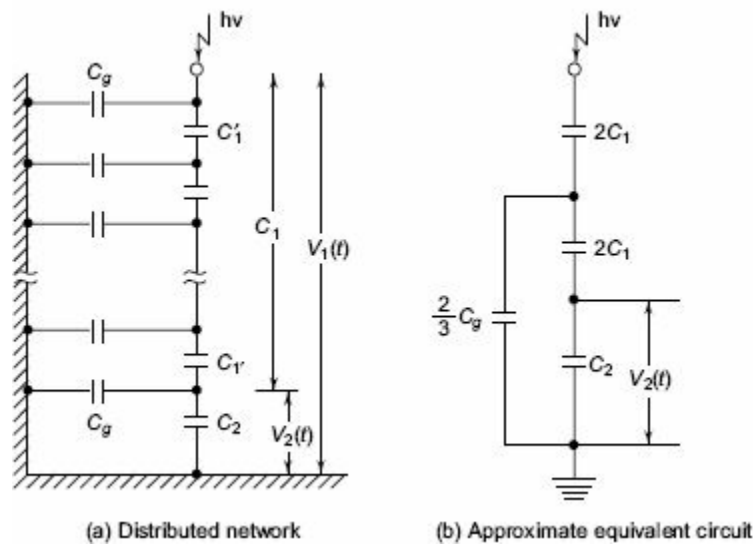 hv
C_g
C'_1
C_1
V_1(t)
C_1'
C_g
C_2
V_2(t)
(a) Distributed network
hv
2C_1
2C_1
2/3 C_g
C_2
V_2(t)
(b) Approximate equivalent circuit